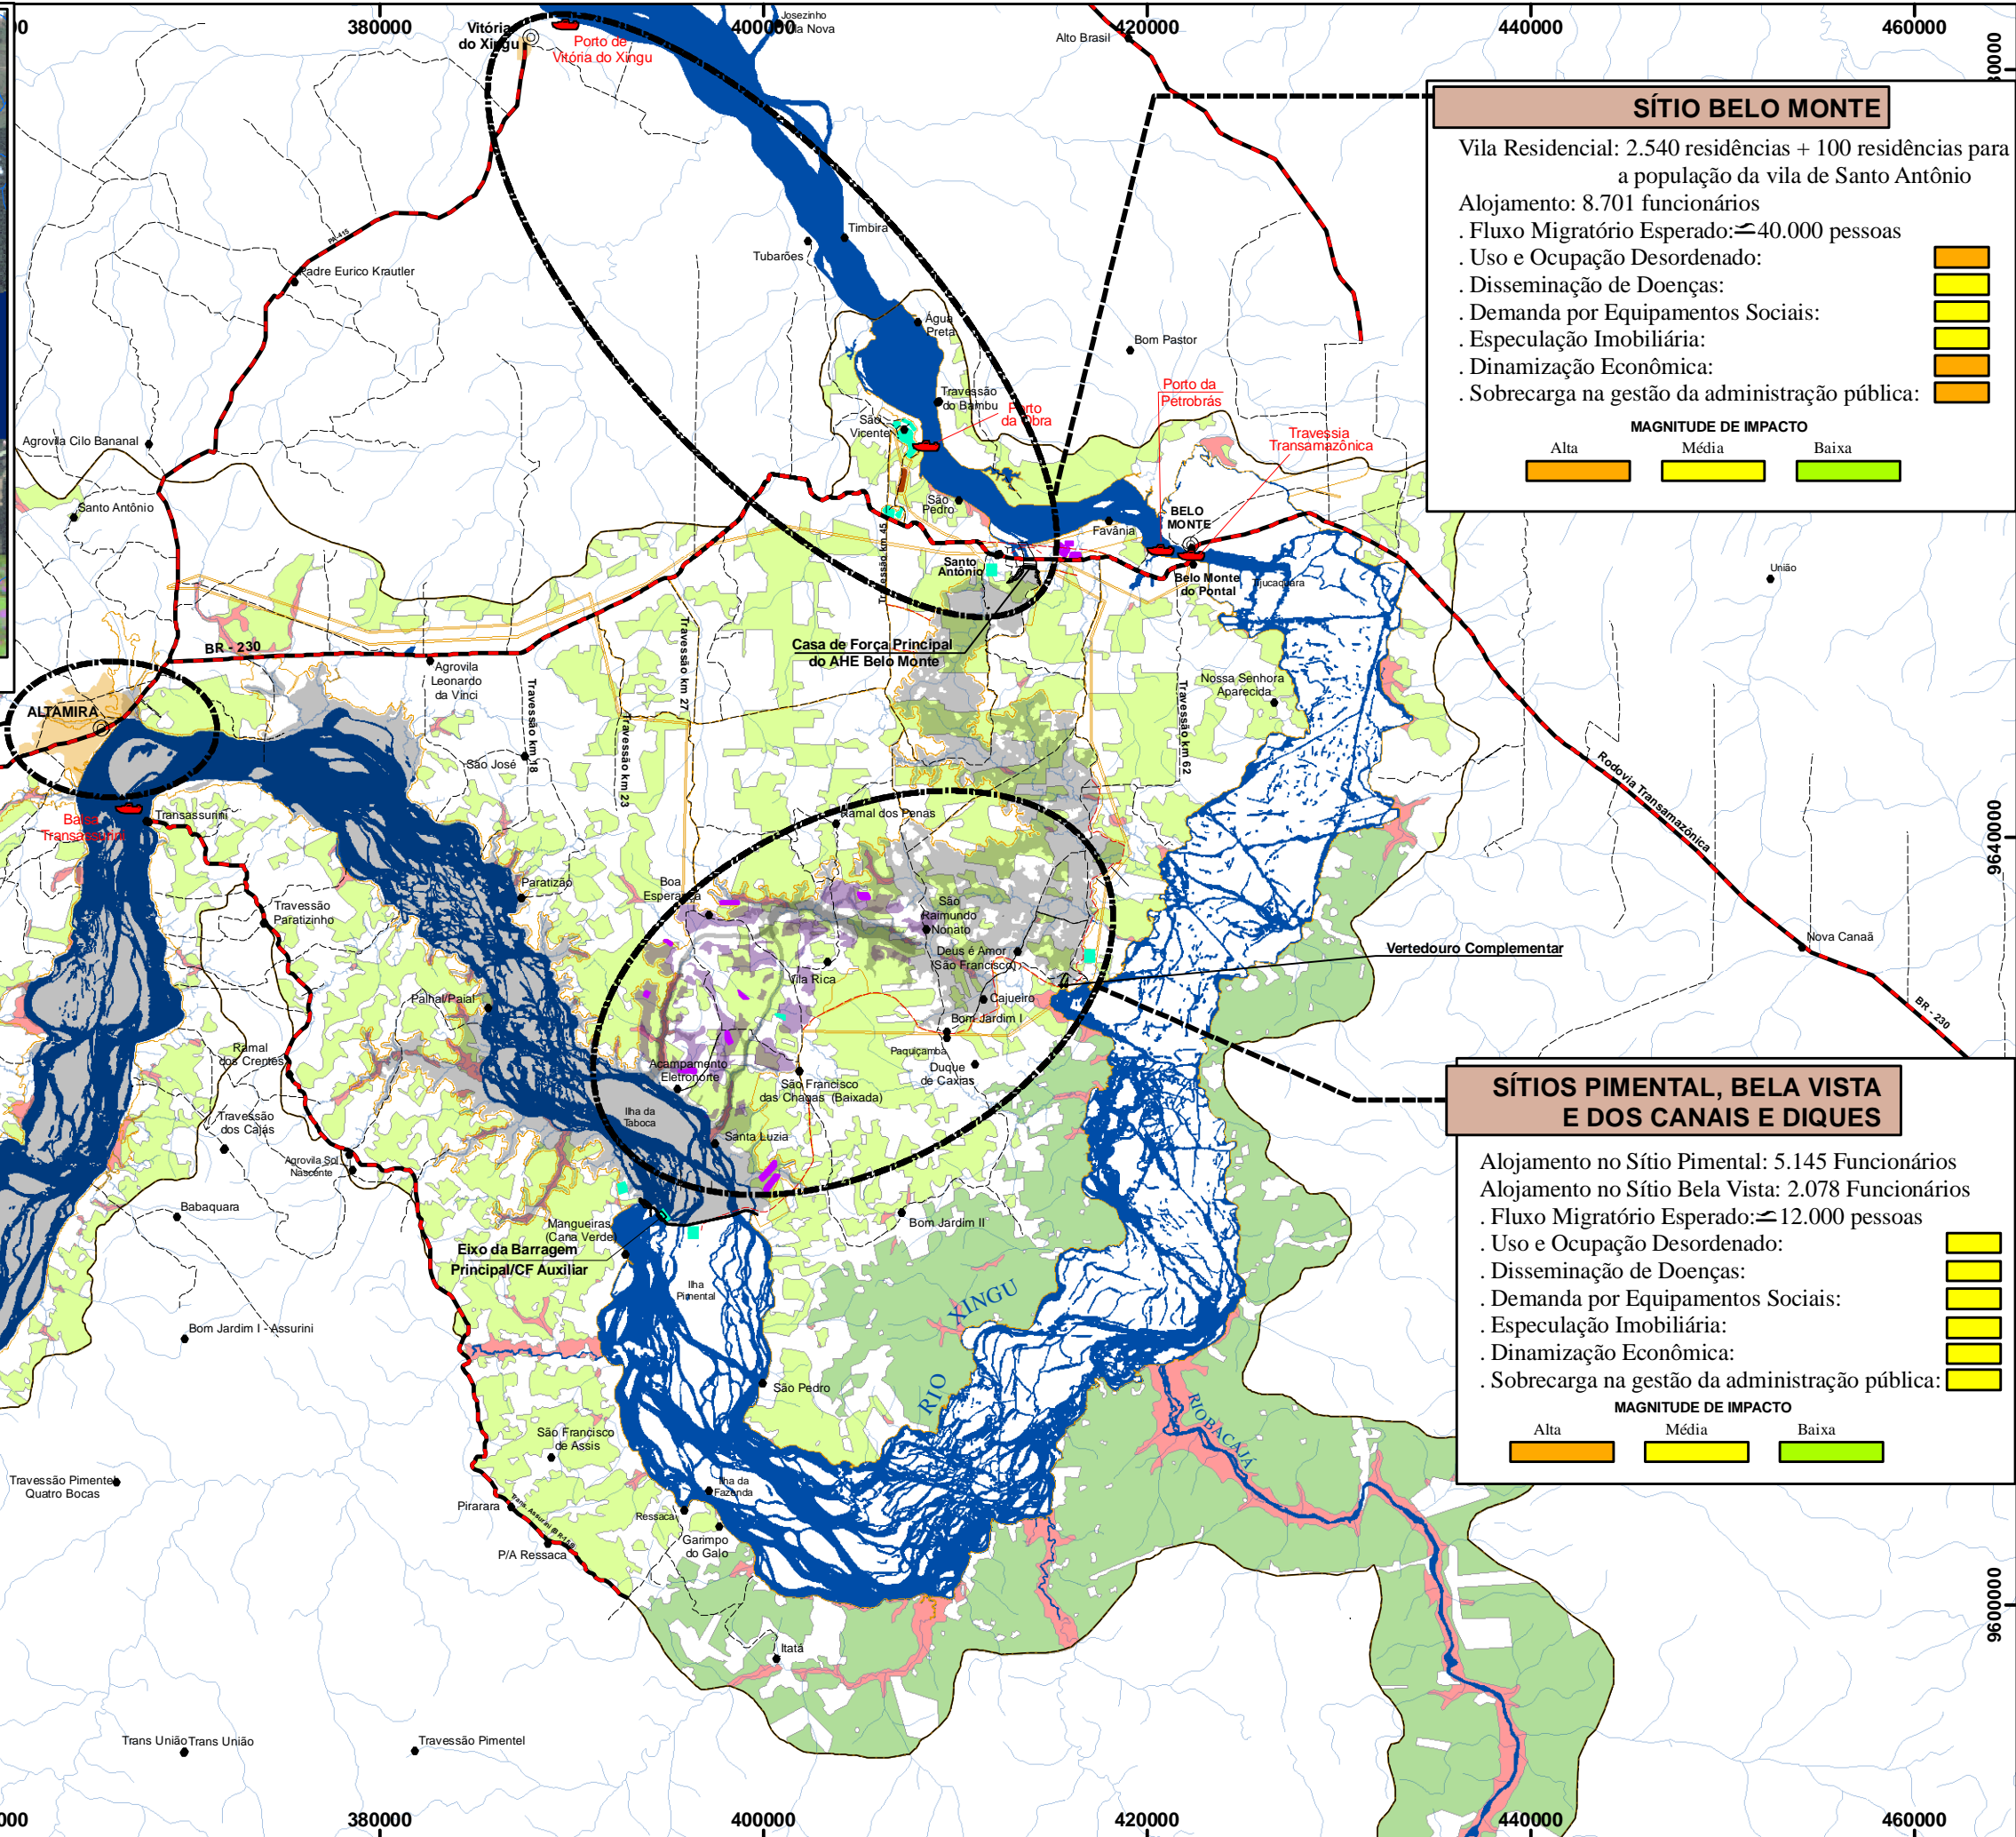 380000
400000
420000
440000
460000
Vitória
do Xingu
Porto de
Vitória do Xingu
Josezinho
Alto Brasil
SÍTIO BELO MONTE
Vila Residencial: 2.540 residências + 100 residências para
a população da vila de Santo Antônio
Alojamento: 8.701 funcionários
. Fluxo Migratório Esperado:≃40.000 pessoas
. Uso e Ocupação Desordenado:
. Disseminação de Doenças:
. Demanda por Equipamentos Sociais:
. Especulação Imobiliária:
. Dinamização Econômica:
. Sobrecarga na gestão da administração pública:
MAGNITUDE DE IMPACTO
Alta Média Baixa
PA-415
Padre Eurico Krautler
Timbira
Tubarões
Água
Preta
Bom Pastor
Travessão
do Bambu
Porto
da Obra
Porto da
Petrobrás
Travessia
Transamazônica
São
Vicente
Agrovila Cilo Bananal
Santo Antônio
São
Pedro
Favânia
BELO
MONTE
Santo
Antônio
Belo Monte
do Pontal
Tijucaquara
União
Travessão km 45
Casa de Força Principal
do AHE Belo Monte
BR - 230
Agrovila
Leonardo
da Vinci
Travessão km 27
Travessão km 18
Travessão km 23
Travessão km 62
Nossa Senhora
Aparecida
ALTAMIRA
São José
Rodovia Transamazônica
Balsa
Transassurini
Transassurini
Ramal dos Penas
9640000
Paratizão
Boa
Esperança
Travessão
Paratizinho
São
Raimundo
Nonato
Deus é Amor
(São Francisco)
Vertedouro Complementar
Nova Canaã
Vila Rica
Palhal/Paial
Cajueiro
Bom Jardim I
BR - 230
Ramal
dos Crentes
Paquiçamba
Duque
de Caxias
Acampamento
Eletronorte
São Francisco
das Chagas (Baixada)
SÍTIOS PIMENTAL, BELA VISTA
E DOS CANAIS E DIQUES
Alojamento no Sítio Pimental: 5.145 Funcionários
Alojamento no Sítio Bela Vista: 2.078 Funcionários
. Fluxo Migratório Esperado:≃12.000 pessoas
. Uso e Ocupação Desordenado:
. Disseminação de Doenças:
. Demanda por Equipamentos Sociais:
. Especulação Imobiliária:
. Dinamização Econômica:
. Sobrecarga na gestão da administração pública:
MAGNITUDE DE IMPACTO
Alta Média Baixa
Ilha da
Taboca
Travessão
dos Cajás
Santa Luzia
Agrovila Sol
Nascente
Babaquara
Mangueiras
(Cana Verde)
Bom Jardim II
Eixo da Barragem
Principal/CF Auxiliar
Ilha
Pimental
RIO XINGU
Bom Jardim I - Assurini
São Pedro
RIO BACAJÁ
São Francisco
de Assis
Travessão Pimentel
Quatro Bocas
Ilha da
Fazenda
Pirarara
Ressaca
Garimpo
do Galo
P/A Ressaca
9600000
Itatá
Trans União Trans União
Travessão Pimentel
380000
400000
420000
440000
460000